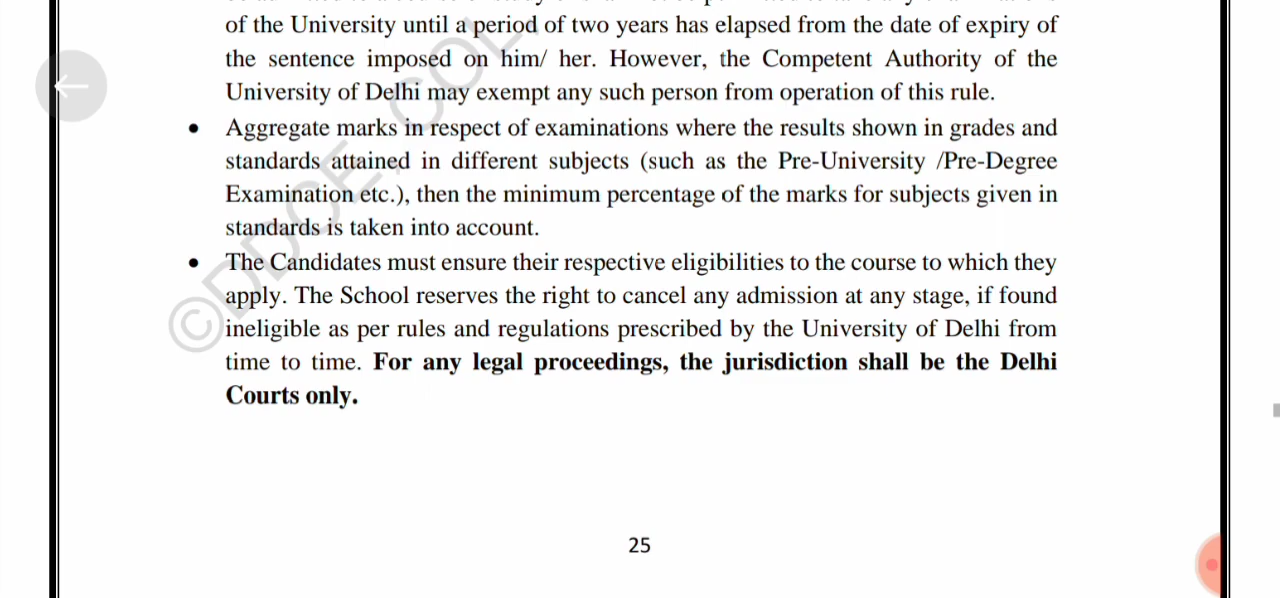 of the University until a period of two years has elapsed from the date of expiry of
the sentence imposed on him/ her. However, the Competent Authority of the
University of Delhi may exempt any such person from operation of this rule.
• Aggregate marks in respect of examinations where the results shown in grades and
standards attained in different subjects (such as the Pre-University /Pre-Degree
Examination etc.), then the minimum percentage of the marks for subjects given in
standards is taken into account.
• The Candidates must ensure their respective eligibilities to the course to which they
apply. The School reserves the right to cancel any admission at any stage, if found
ineligible as per rules and regulations prescribed by the University of Delhi from
time to time. For any legal proceedings, the jurisdiction shall be the Delhi
Courts only.
©DDCE, COL,
25